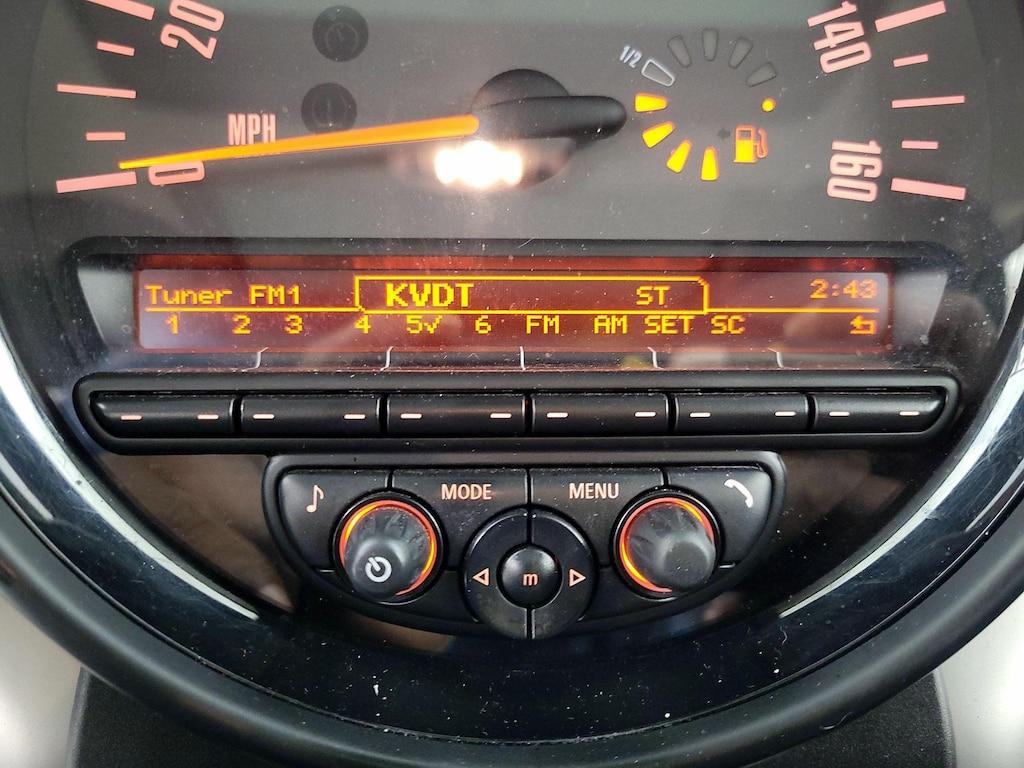 20
140
1/2
MPH
0
160
Tuner FM1 KVDT ST 2:43
1 2 3 4 5√ 6 FM AM SET SC
MODE MENU
m